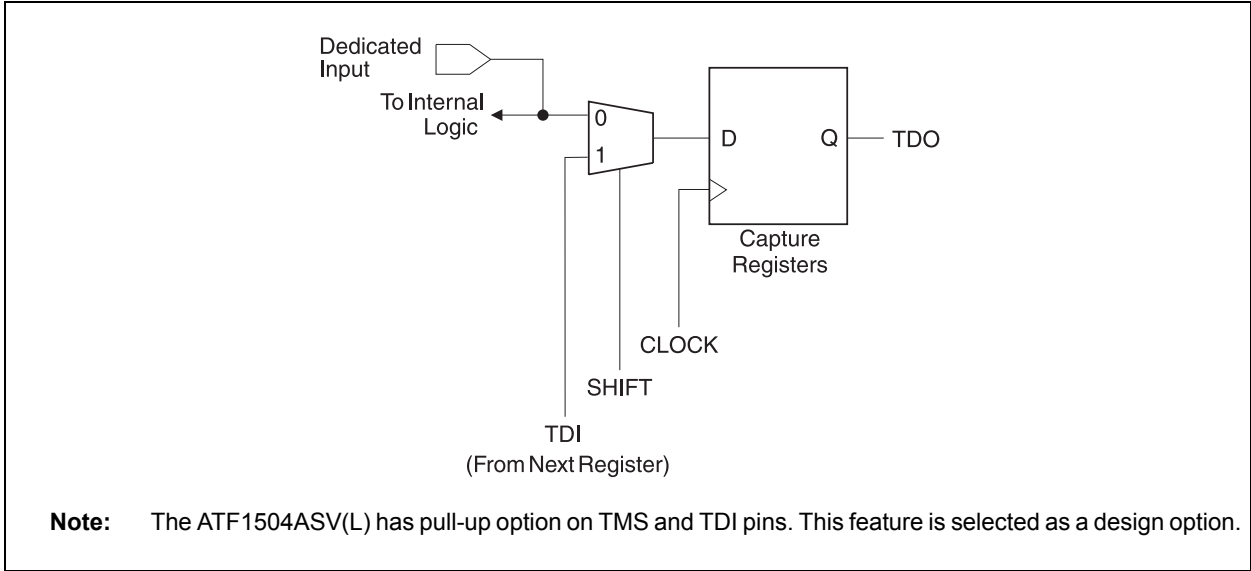 Dedicated
Input
To Internal
Logic
0
1
D
Q
TDO
Capture
Registers
CLOCK
SHIFT
TDI
(From Next Register)
Note: The ATF1504ASV(L) has pull-up option on TMS and TDI pins. This feature is selected as a design option.